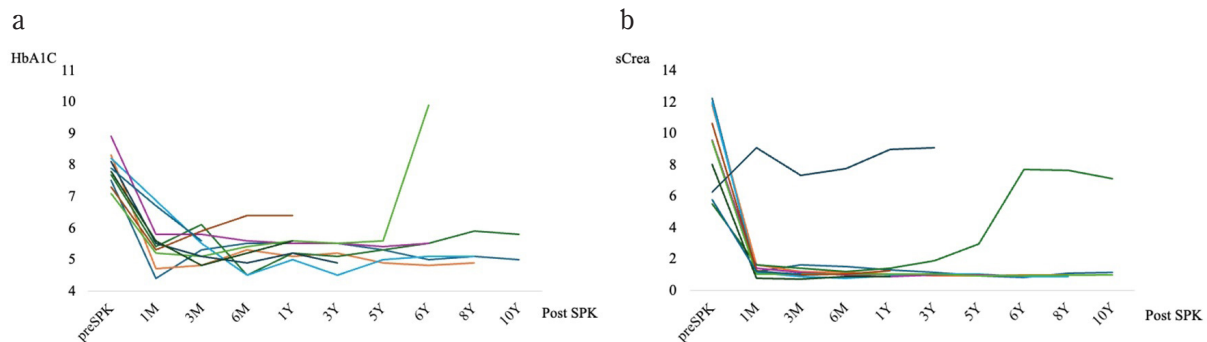 a
HbA1C
11
10
9
8
7
6
5
4
preSPK 1M 3M 6M 1Y 3Y 5Y 6Y 8Y 10Y Post SPK
b
sCrea
14
12
10
8
6
4
2
0
preSPK 1M 3M 6M 1Y 3Y 5Y 6Y 8Y 10Y Post SPK